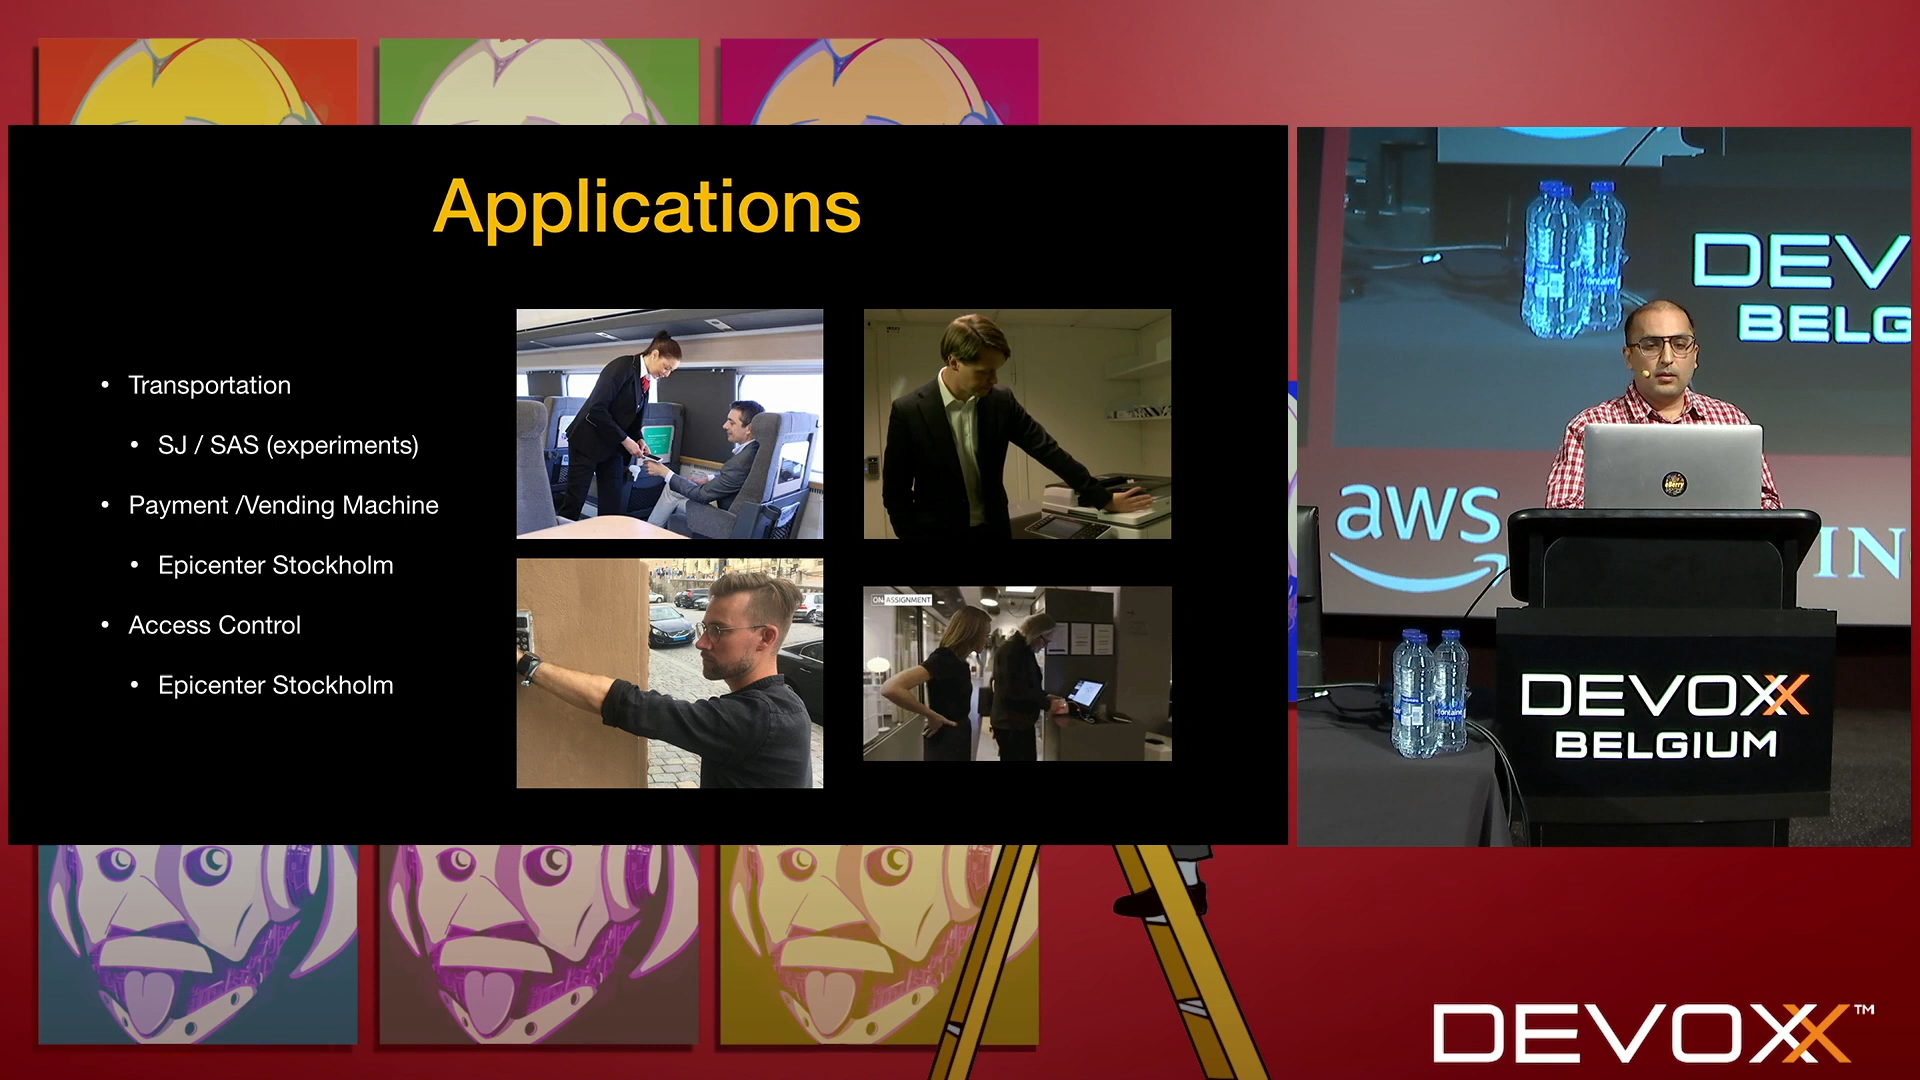 Applications
• Transportation
• SJ / SAS (experiments)
• Payment /Vending Machine
• Epicenter Stockholm
• Access Control
• Epicenter Stockholm
ON ASSIGNMENT
DEV
BELG
aws
IN
DEVOXX
BELGIUM
DEVOXX™